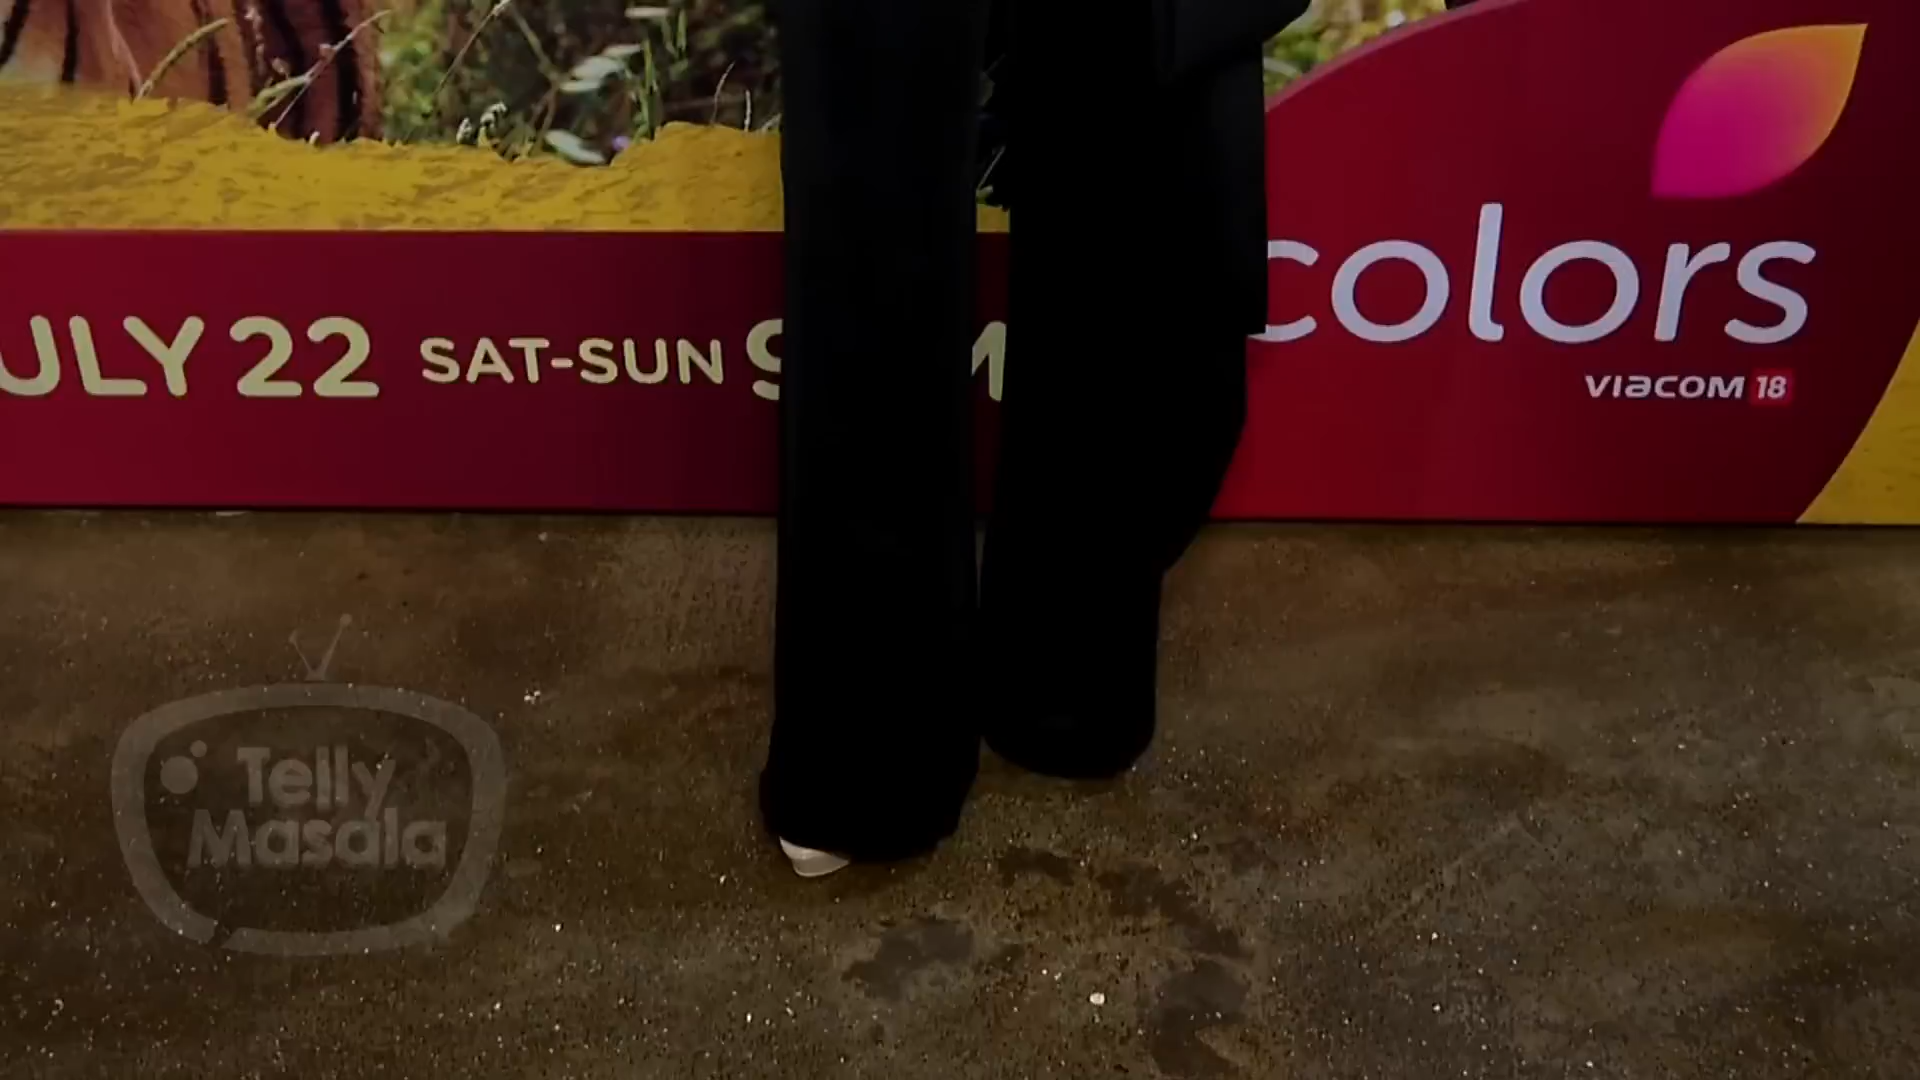 ULY 22 SAT-SUN 9 M
colors
VIACOM 18
Telly
Masala